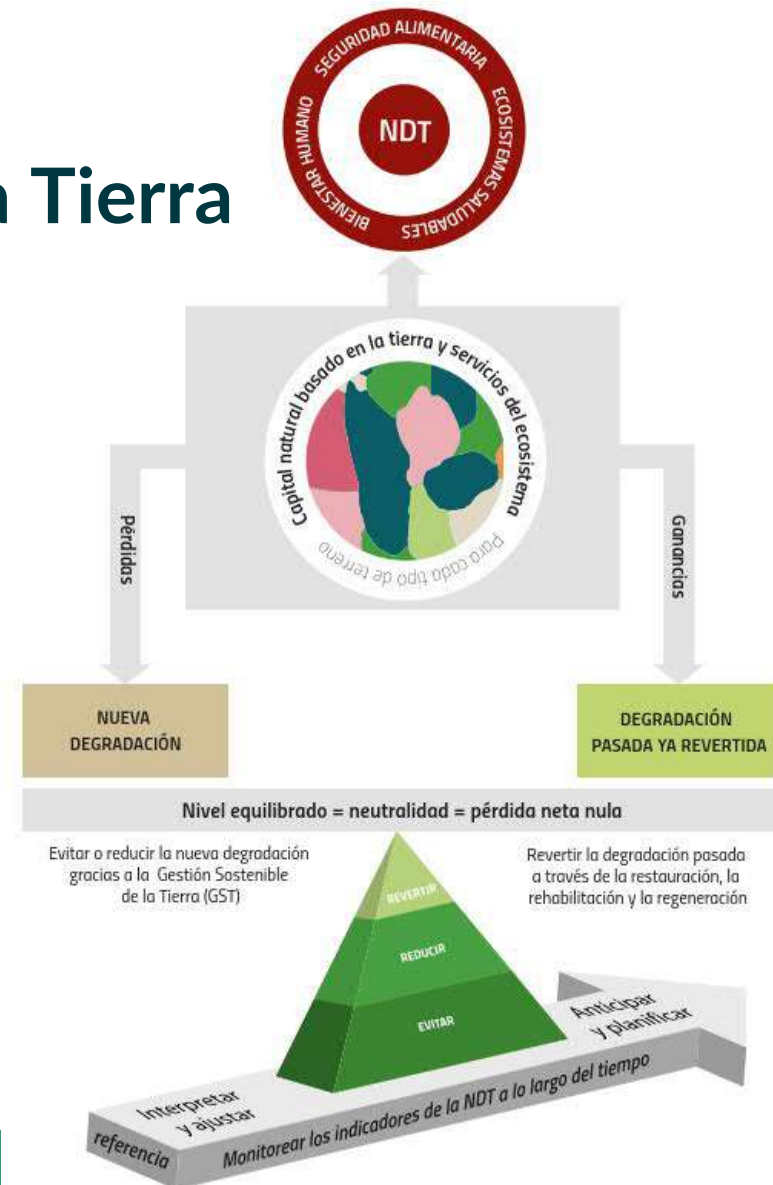 a Tierra
SEGURIDAD ALIMENTARIA
ECOSISTEMAS SALUDABLES
BIENESTAR HUMANO
NDT
Capital natural basado en la tierra y servicios del ecosistema
Para cada tipo de terreno
Pérdidas
Ganancias
NUEVA
DEGRADACIÓN
DEGRADACIÓN
PASADA YA REVERTIDA
Nivel equilibrado = neutralidad = pérdida neta nula
Evitar o reducir la nueva degradación
gracias a la Gestión Sostenible
de la Tierra (GST)
Revertir la degradación pasada
a través de la restauración, la
rehabilitación y la regeneración
REVERTIR
REDUCIR
EVITAR
Anticipar
y planificar
Interpretar
y ajustar
referencia
Monitorear los indicadores de la NDT a lo largo del tiempo